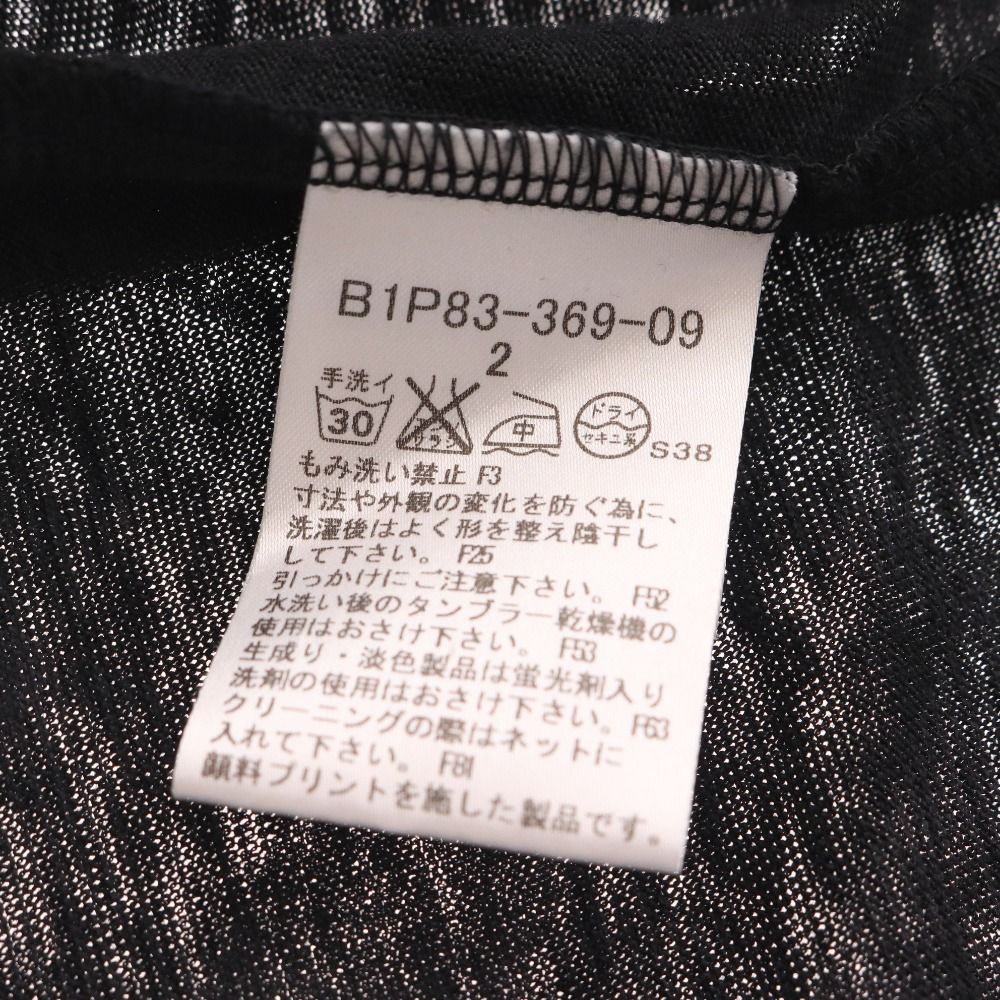 B1P83-369-09
2
手洗イ
30 サラシ 中 ドライ セキユ系 S38
もみ洗い禁止 F3
寸法や外観の変化を防ぐ為に、
洗濯後はよく形を整え陰干し
して下さい。 F25
引っかけにご注意下さい。 F52
水洗い後のタンブラー乾燥機の
使用はおさけ下さい。 F53
生成り・淡色製品は蛍光剤入り
洗剤の使用はおさけ下さい。 F63
クリーニングの際はネットに
入れて下さい。 F81
顔料プリントを施した製品です。